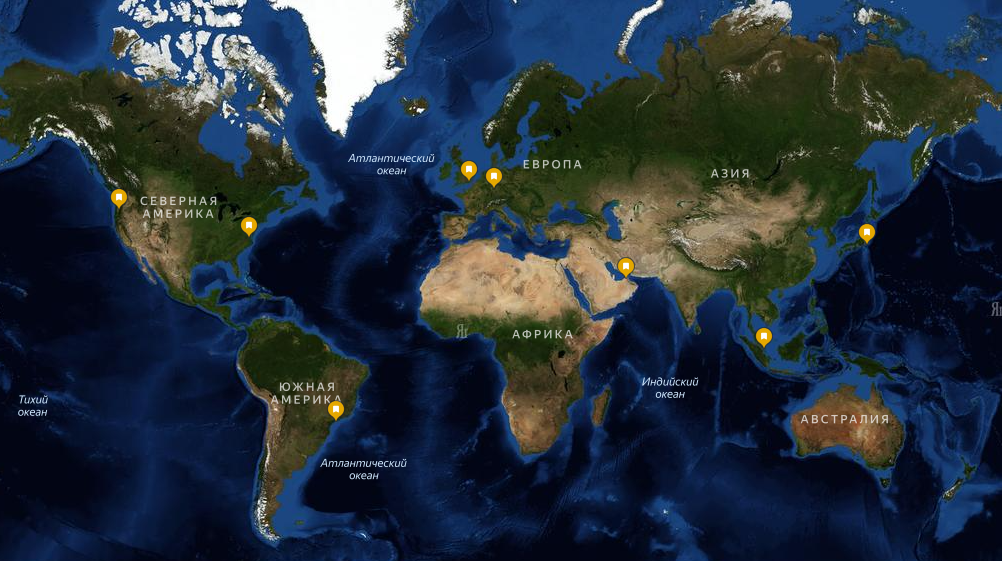 Атлантический
океан
ЕВРОПА
АЗИЯ
СЕВЕРНАЯ
АМЕРИКА
АФРИКА
ЮЖНАЯ
АМЕРИКА
Индийский
океан
Тихий
океан
АВСТРАЛИЯ
Атлантический
океан